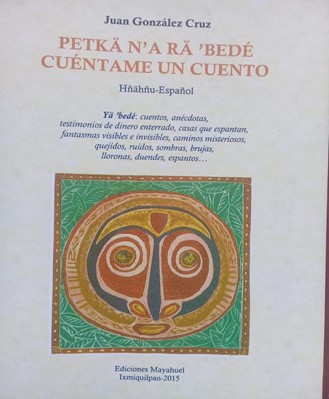 Juan González Cruz
PETKÄ N'A RÄ 'BEDÉ
CUÉNTAME UN CUENTO
Hñähñu-Español
Yä 'bedé: cuentos, anécdotas,
testimonios de dinero enterrado, casas que espantan,
fantasmas visibles e invisibles, caminos misteriosos,
quejidos, ruidos, sombras, brujas,
lloronas, duendes, espantos...
Ediciones Mayahuel
Ixmiquilpan-2015